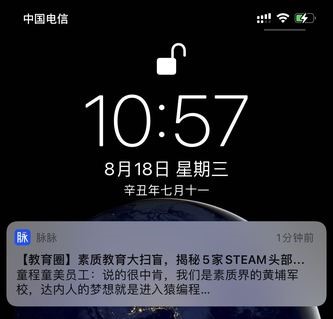 中国电信
10:57
8月18日 星期三
辛丑年七月十一
脉 脉脉 1分钟前
【教育圈】素质教育大扫盲，揭秘5家STEAM头部...
童程童美员工：说的很中肯，我们是素质界的黄埔军
校，达内人的梦想就是进入猿编程...